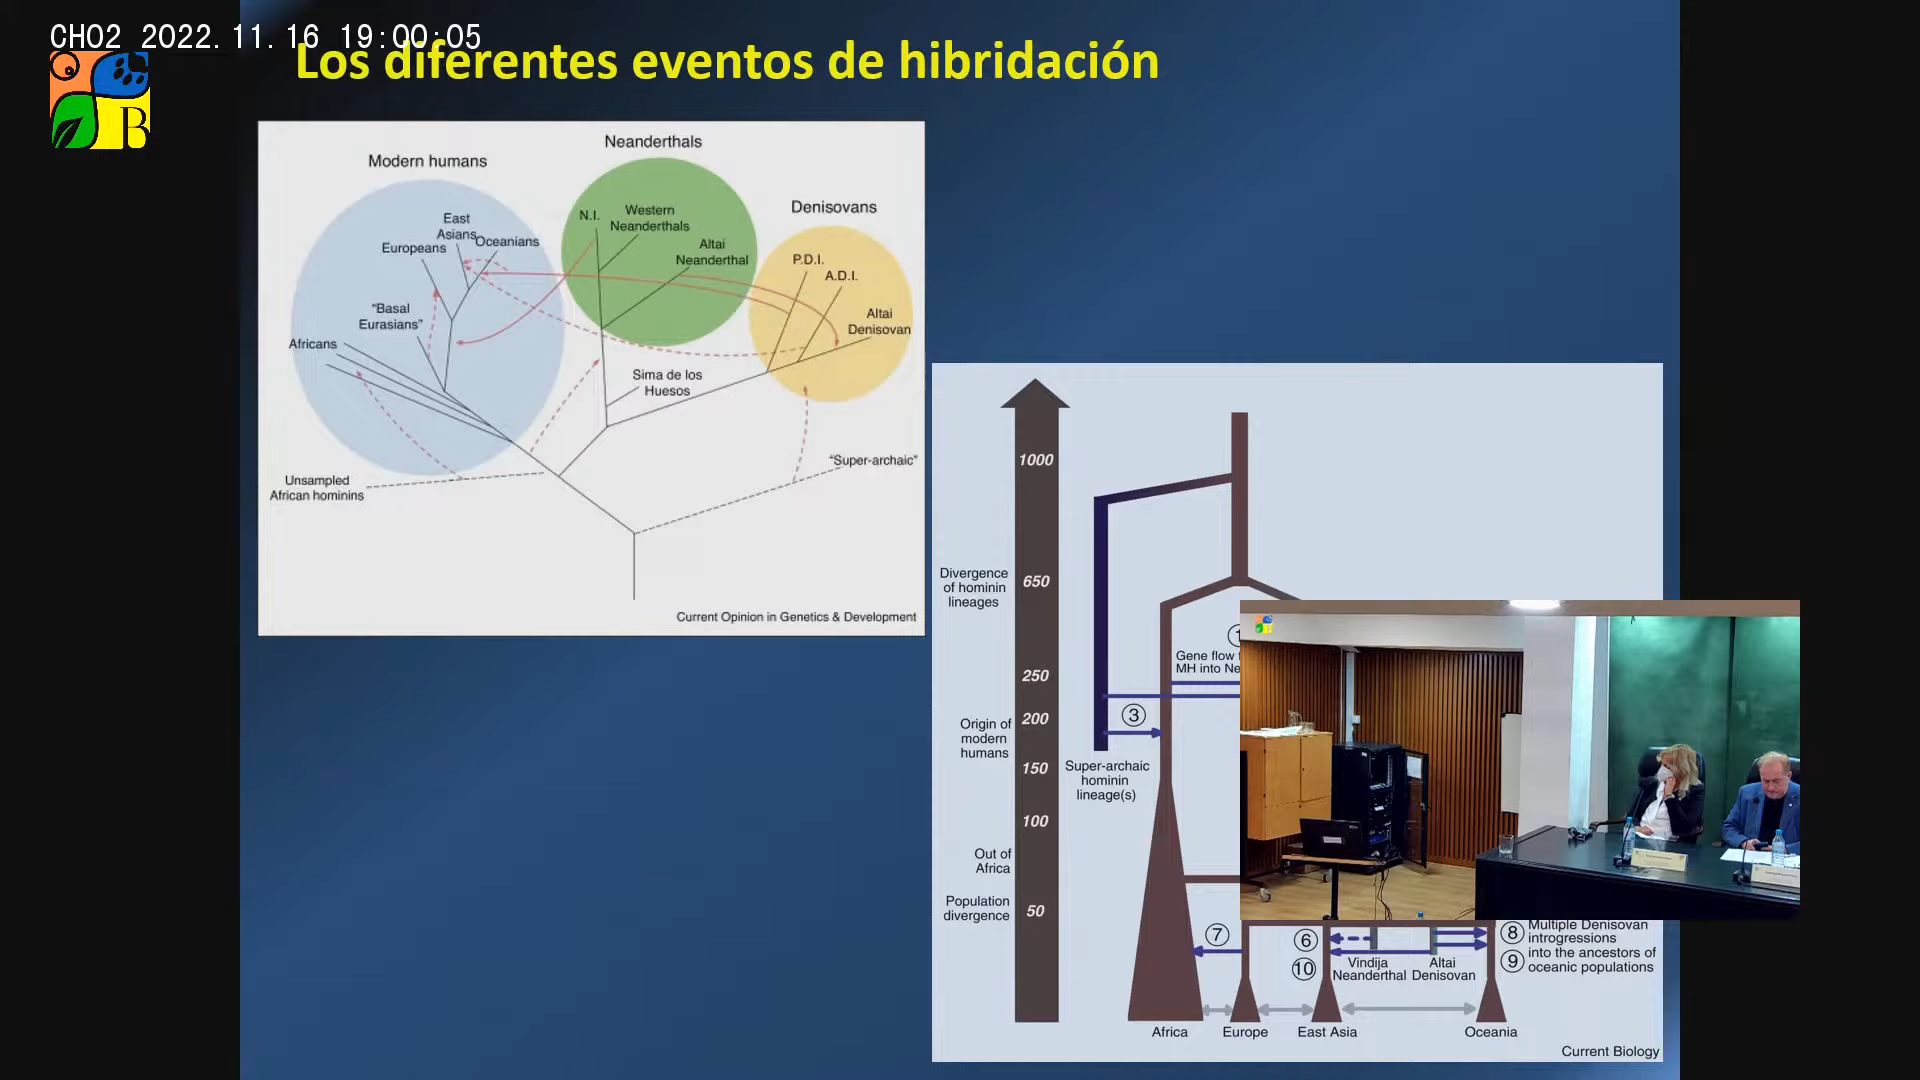 CH02 2022.11.16 19:00:05
B
Los diferentes eventos de hibridación
Neanderthals
Modern humans
Denisovans
N.I.
Western
Neanderthals
East
Asians
Oceanians
Europeans
Altai
Neanderthal
P.D.I.
A.D.I.
"Basal
Eurasians"
Altai
Denisovan
Africans
Sima de los
Huesos
"Super-archaic"
Unsampled
African hominins
Current Opinion in Genetics & Development
1000
Divergence
of hominin
lineages
650
Gene flow
MH into
250
Origin of
modern
humans
200
3
150
Super-archaic
hominin
lineage(s)
100
Out of
Africa
Population
divergence
50
7
6
10
Vindija
Neanderthal
Altai
Denisovan
8
9
Multiple Denisovan
introgressions
into the ancestors of
oceanic populations
Africa
Europe
East Asia
Oceania
Current Biology